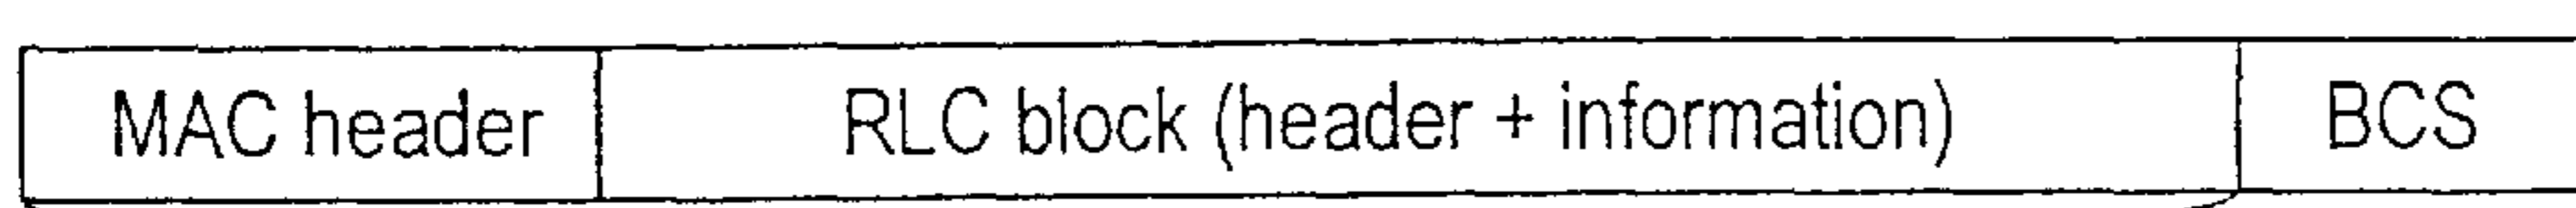 MAC header RLC block (header + information) BCS